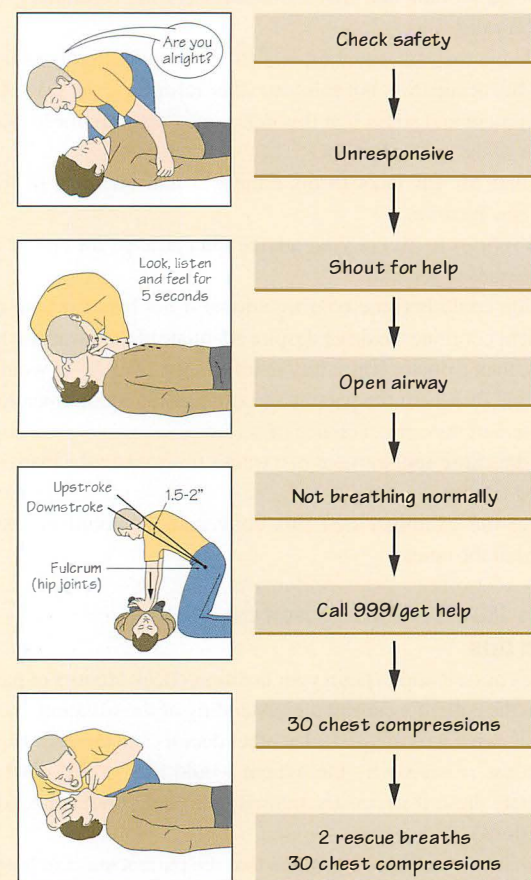 Are you
alright?
Check safety
Unresponsive
Look, listen
and feel for
5 seconds
Shout for help
Open airway
Upstroke
Downstroke
1.5-2"
Fulcrum
(hip joints)
Not breathing normally
Call 999/get help
30 chest compressions
2 rescue breaths
30 chest compressions